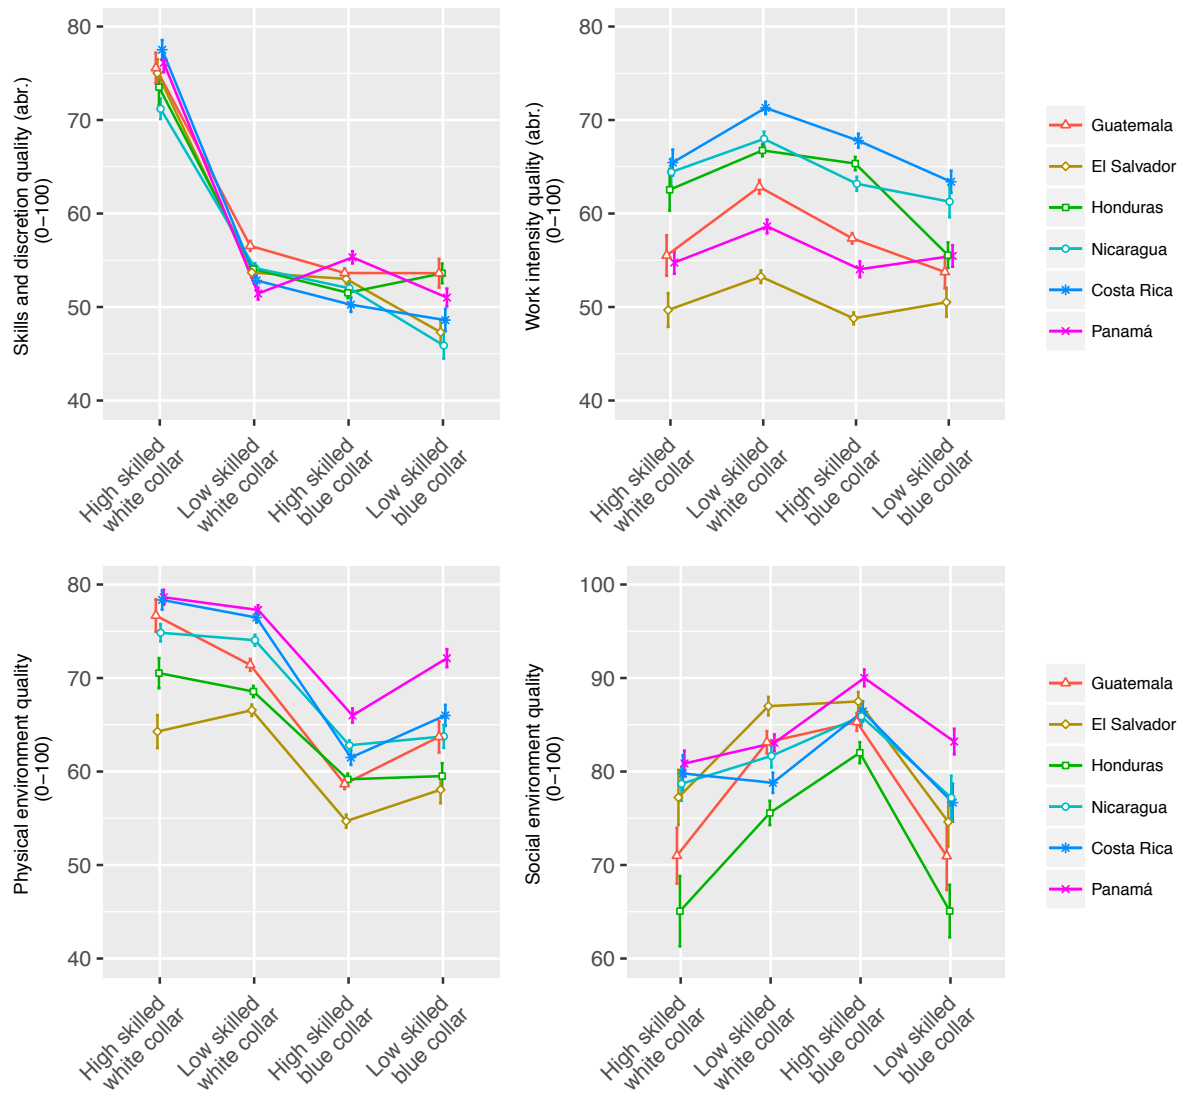 Skills and discretion quality (abr.)
(0–100)
80
70
60
50
40
High skilled
white collar
Low skilled
white collar
High skilled
blue collar
Low skilled
blue collar
Work intensity quality (abr.)
(0–100)
80
70
60
50
40
High skilled
white collar
Low skilled
white collar
High skilled
blue collar
Low skilled
blue collar
Guatemala
El Salvador
Honduras
Nicaragua
Costa Rica
Panamá
Physical environment quality
(0–100)
80
70
60
50
40
High skilled
white collar
Low skilled
white collar
High skilled
blue collar
Low skilled
blue collar
Social environment quality
(0–100)
100
90
80
70
60
High skilled
white collar
Low skilled
white collar
High skilled
blue collar
Low skilled
blue collar
Guatemala
El Salvador
Honduras
Nicaragua
Costa Rica
Panamá